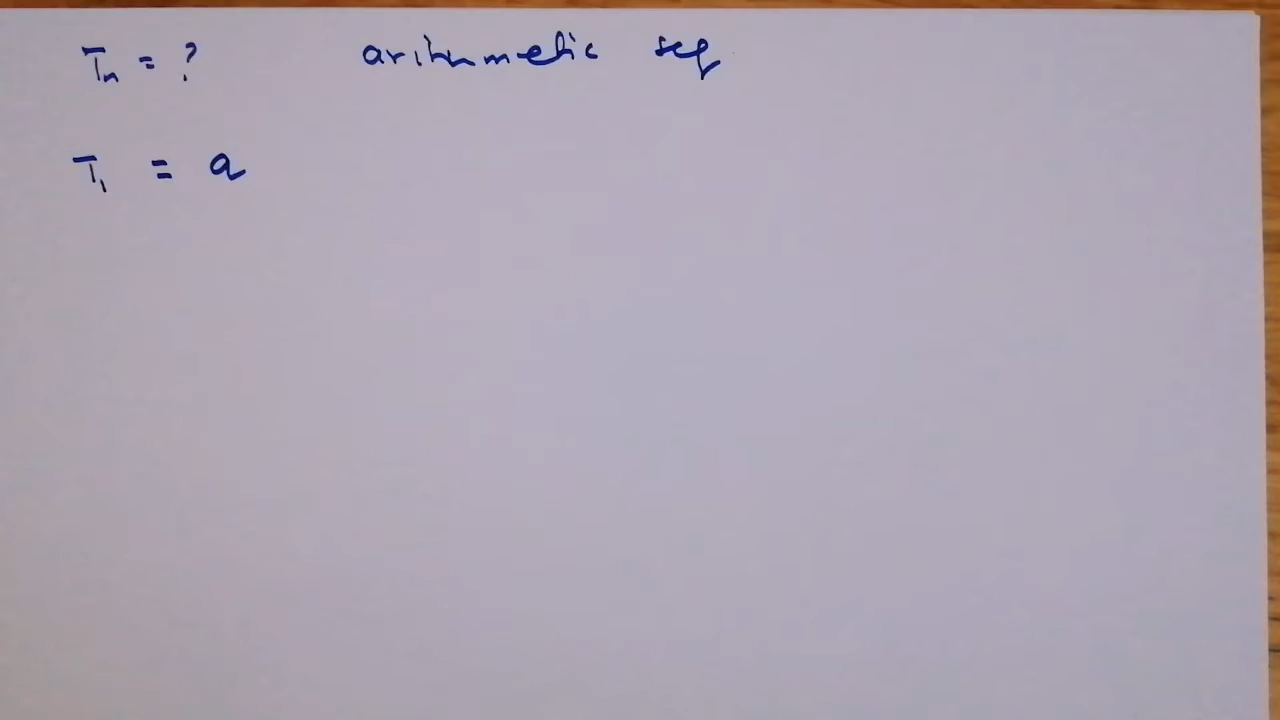 Tₙ = ? arithmetic seq
T₁ = a